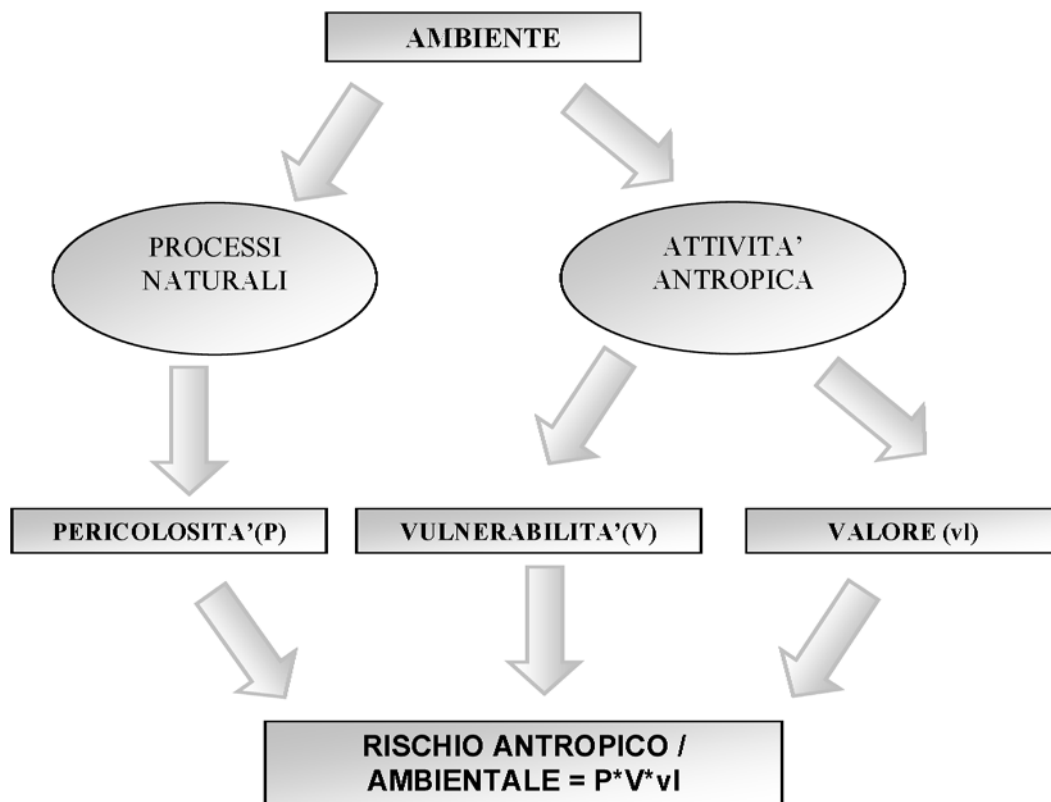 AMBIENTE
PROCESSI
NATURALI
ATTIVITA’
ANTROPICA
PERICOLOSITA’(P)
VULNERABILITA’(V)
VALORE (vl)
RISCHIO ANTROPICO /
AMBIENTALE = P*V*vl